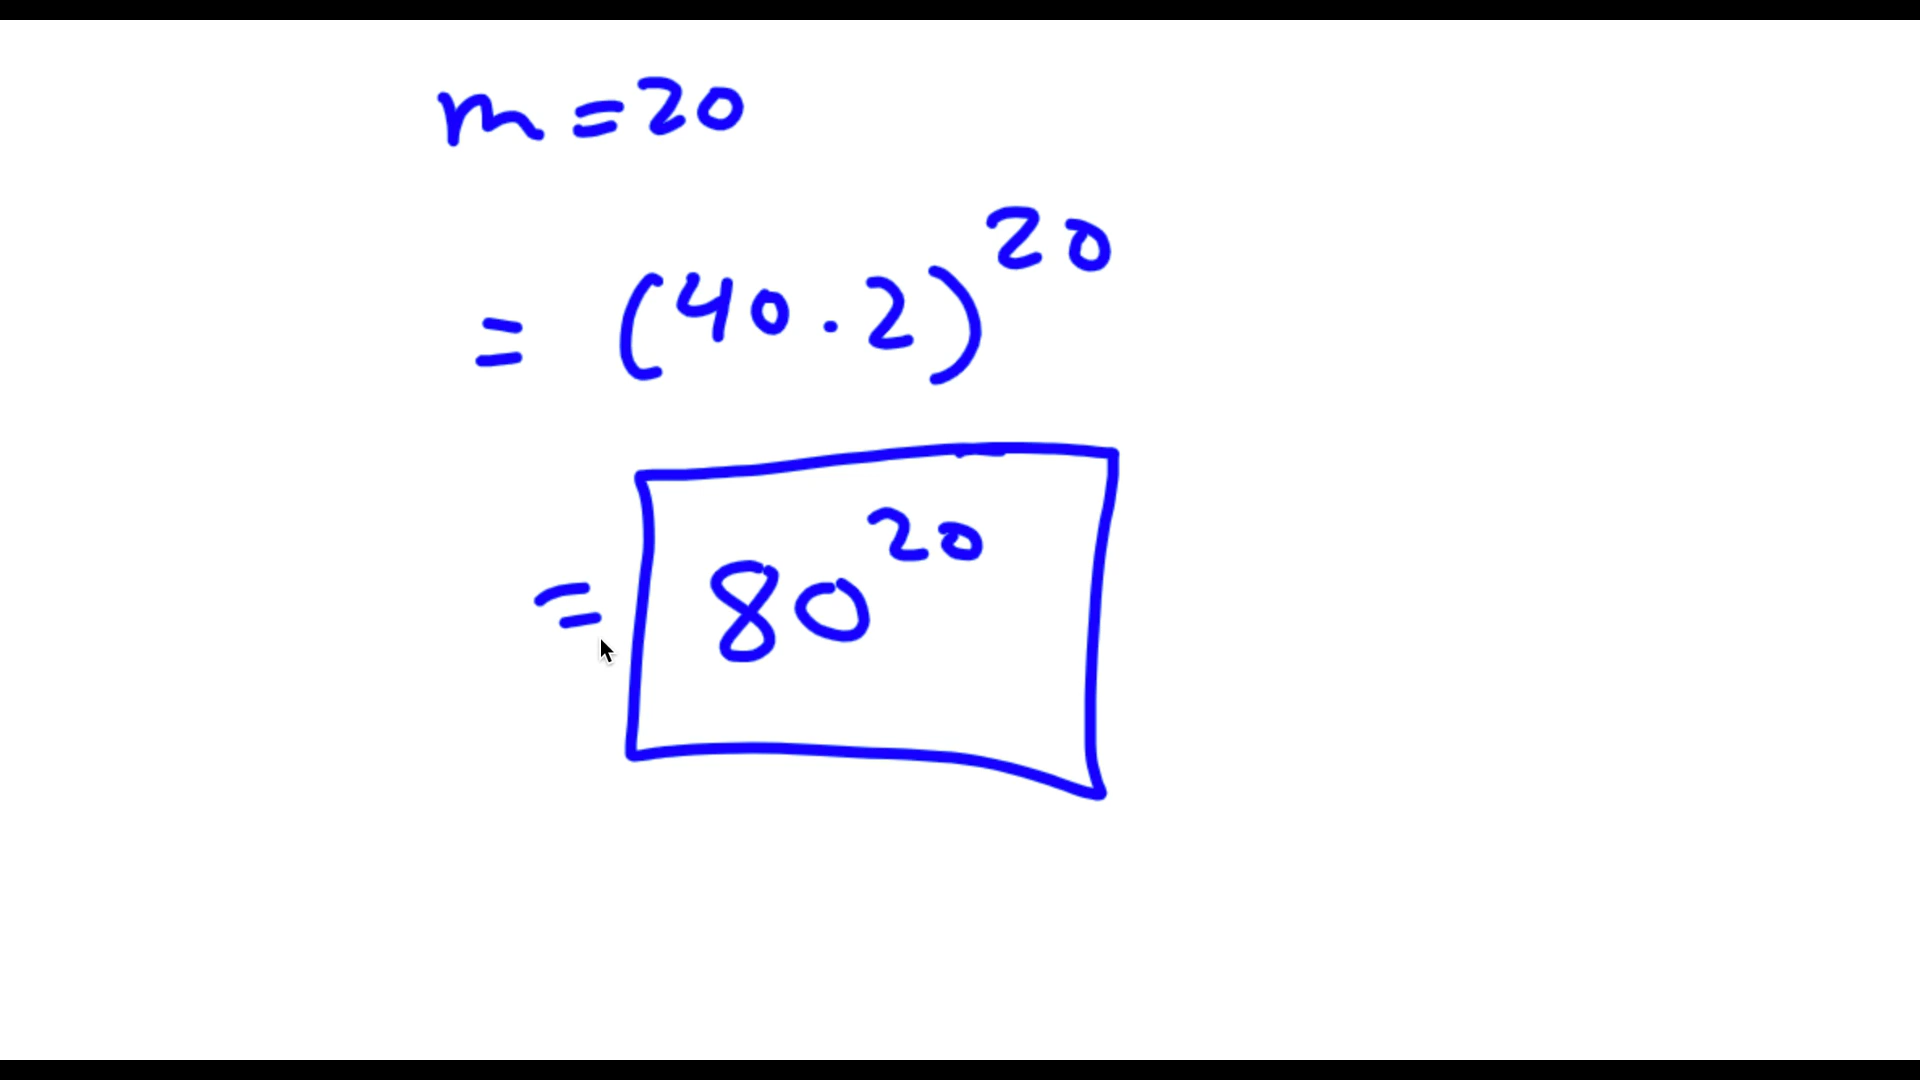 m = 20
= (40 . 2)^20
= 80^20